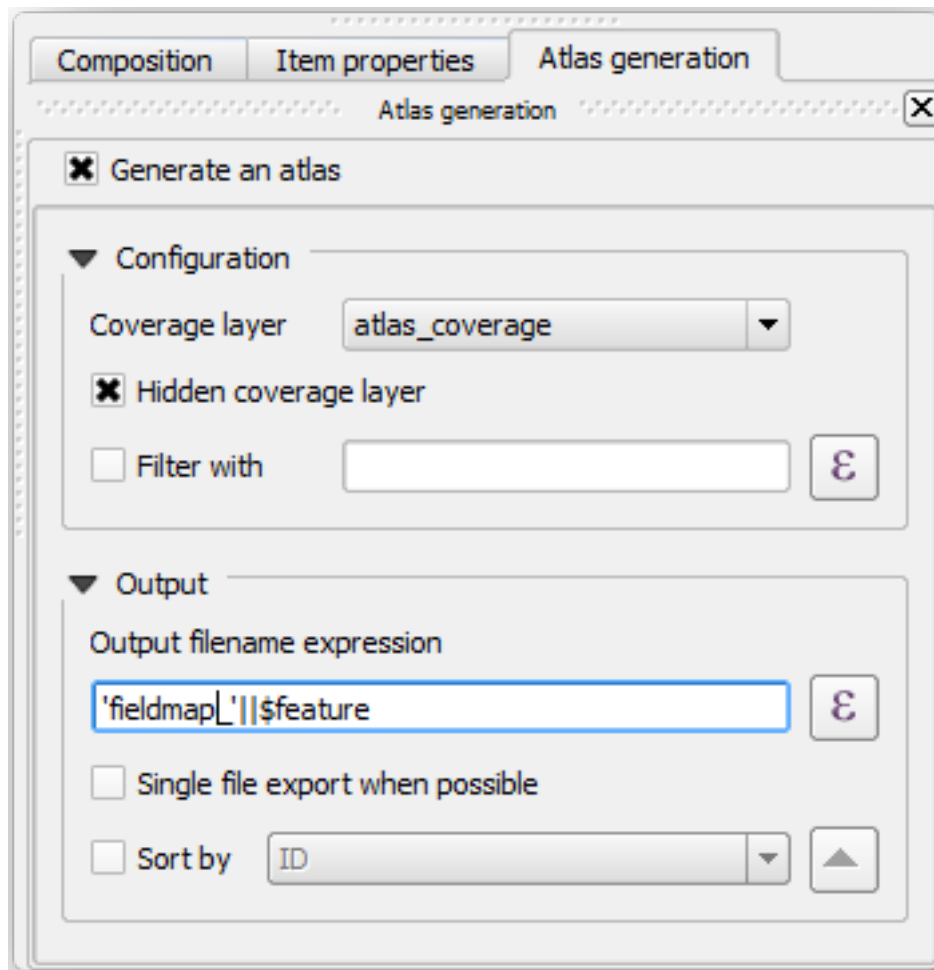 Composition Item properties Atlas generation
Atlas generation
Generate an atlas
Configuration
Coverage layer atlas_coverage
Hidden coverage layer
Filter with ε
Output
Output filename expression
'fieldmap_'||$feature ε
Single file export when possible
Sort by ID